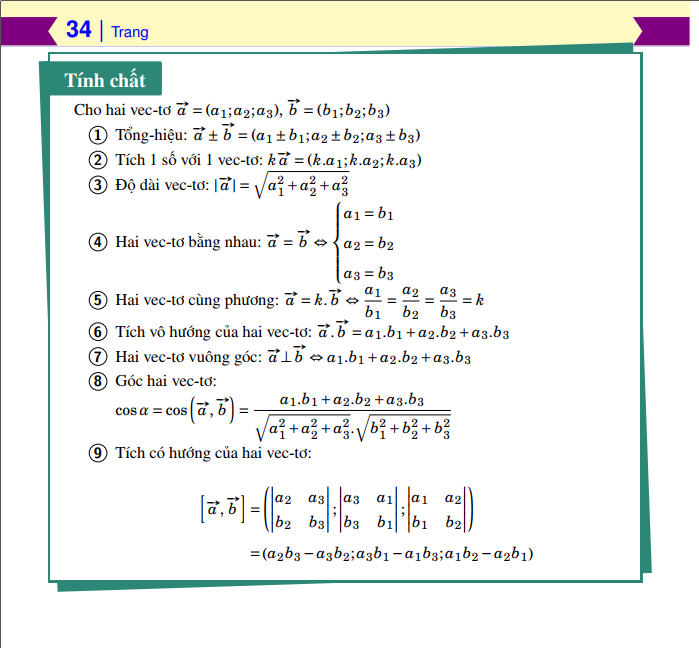 34 | Trang
Tính chất
Cho hai vec-tơ $\overrightarrow{a} = (a_1; a_2; a_3)$, $\overrightarrow{b} = (b_1; b_2; b_3)$
① Tổng-hiệu: $\overrightarrow{a} \pm \overrightarrow{b} = (a_1 \pm b_1; a_2 \pm b_2; a_3 \pm b_3)$
② Tích 1 số với 1 vec-tơ: $k\overrightarrow{a} = (k.a_1; k.a_2; k.a_3)$
③ Độ dài vec-tơ: $|\overrightarrow{a}| = \sqrt{a_1^2 + a_2^2 + a_3^2}$
④ Hai vec-tơ bằng nhau: $\overrightarrow{a} = \overrightarrow{b} \Leftrightarrow \begin{cases} a_1 = b_1 \\ a_2 = b_2 \\ a_3 = b_3 \end{cases}$
⑤ Hai vec-tơ cùng phương: $\overrightarrow{a} = k.\overrightarrow{b} \Leftrightarrow \frac{a_1}{b_1} = \frac{a_2}{b_2} = \frac{a_3}{b_3} = k$
⑥ Tích vô hướng của hai vec-tơ: $\overrightarrow{a}.\overrightarrow{b} = a_1.b_1 + a_2.b_2 + a_3.b_3$
⑦ Hai vec-tơ vuông góc: $\overrightarrow{a} \perp \overrightarrow{b} \Leftrightarrow a_1.b_1 + a_2.b_2 + a_3.b_3$
⑧ Góc hai vec-tơ:
$\cos\alpha = \cos\left(\overrightarrow{a}, \overrightarrow{b}\right) = \frac{a_1.b_1 + a_2.b_2 + a_3.b_3}{\sqrt{a_1^2 + a_2^2 + a_3^2}.\sqrt{b_1^2 + b_2^2 + b_3^2}}$
⑨ Tích có hướng của hai vec-tơ:
$\left[\overrightarrow{a}, \overrightarrow{b}\right] = \left(\begin{vmatrix} a_2 & a_3 \\ b_2 & b_3 \end{vmatrix}; \begin{vmatrix} a_3 & a_1 \\ b_3 & b_1 \end{vmatrix}; \begin{vmatrix} a_1 & a_2 \\ b_1 & b_2 \end{vmatrix}\right)$
$= (a_2b_3 - a_3b_2; a_3b_1 - a_1b_3; a_1b_2 - a_2b_1)$